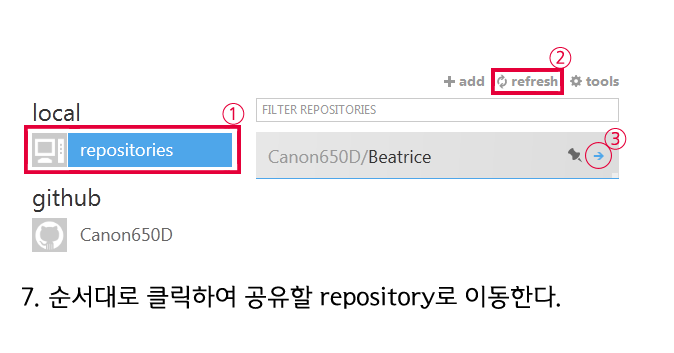 ②
add refresh tools
local ①
FILTER REPOSITORIES
repositories
Canon650D/Beatrice ③
github
Canon650D
7. 순서대로 클릭하여 공유할 repository로 이동한다.